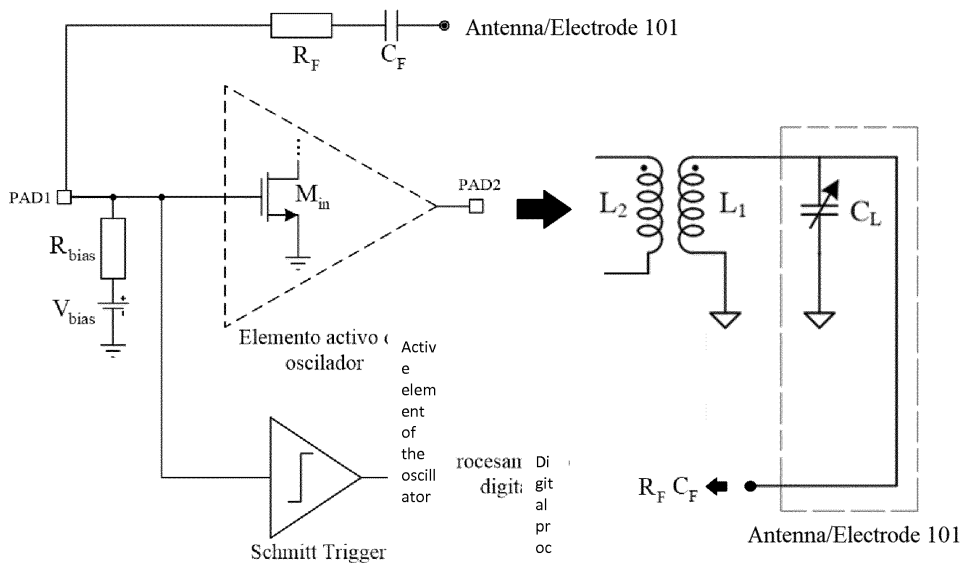 R_F
C_F
Antenna/Electrode 101
PAD1
M_in
PAD2
R_bias
V_bias
L_2
L_1
C_L
Elemento activo
oscilador
Activ
e
elem
ent
of
the
oscill
ator
digita
Di
git
al
pr
oc
R_F C_F
Schmitt Trigger
Antenna/Electrode 101